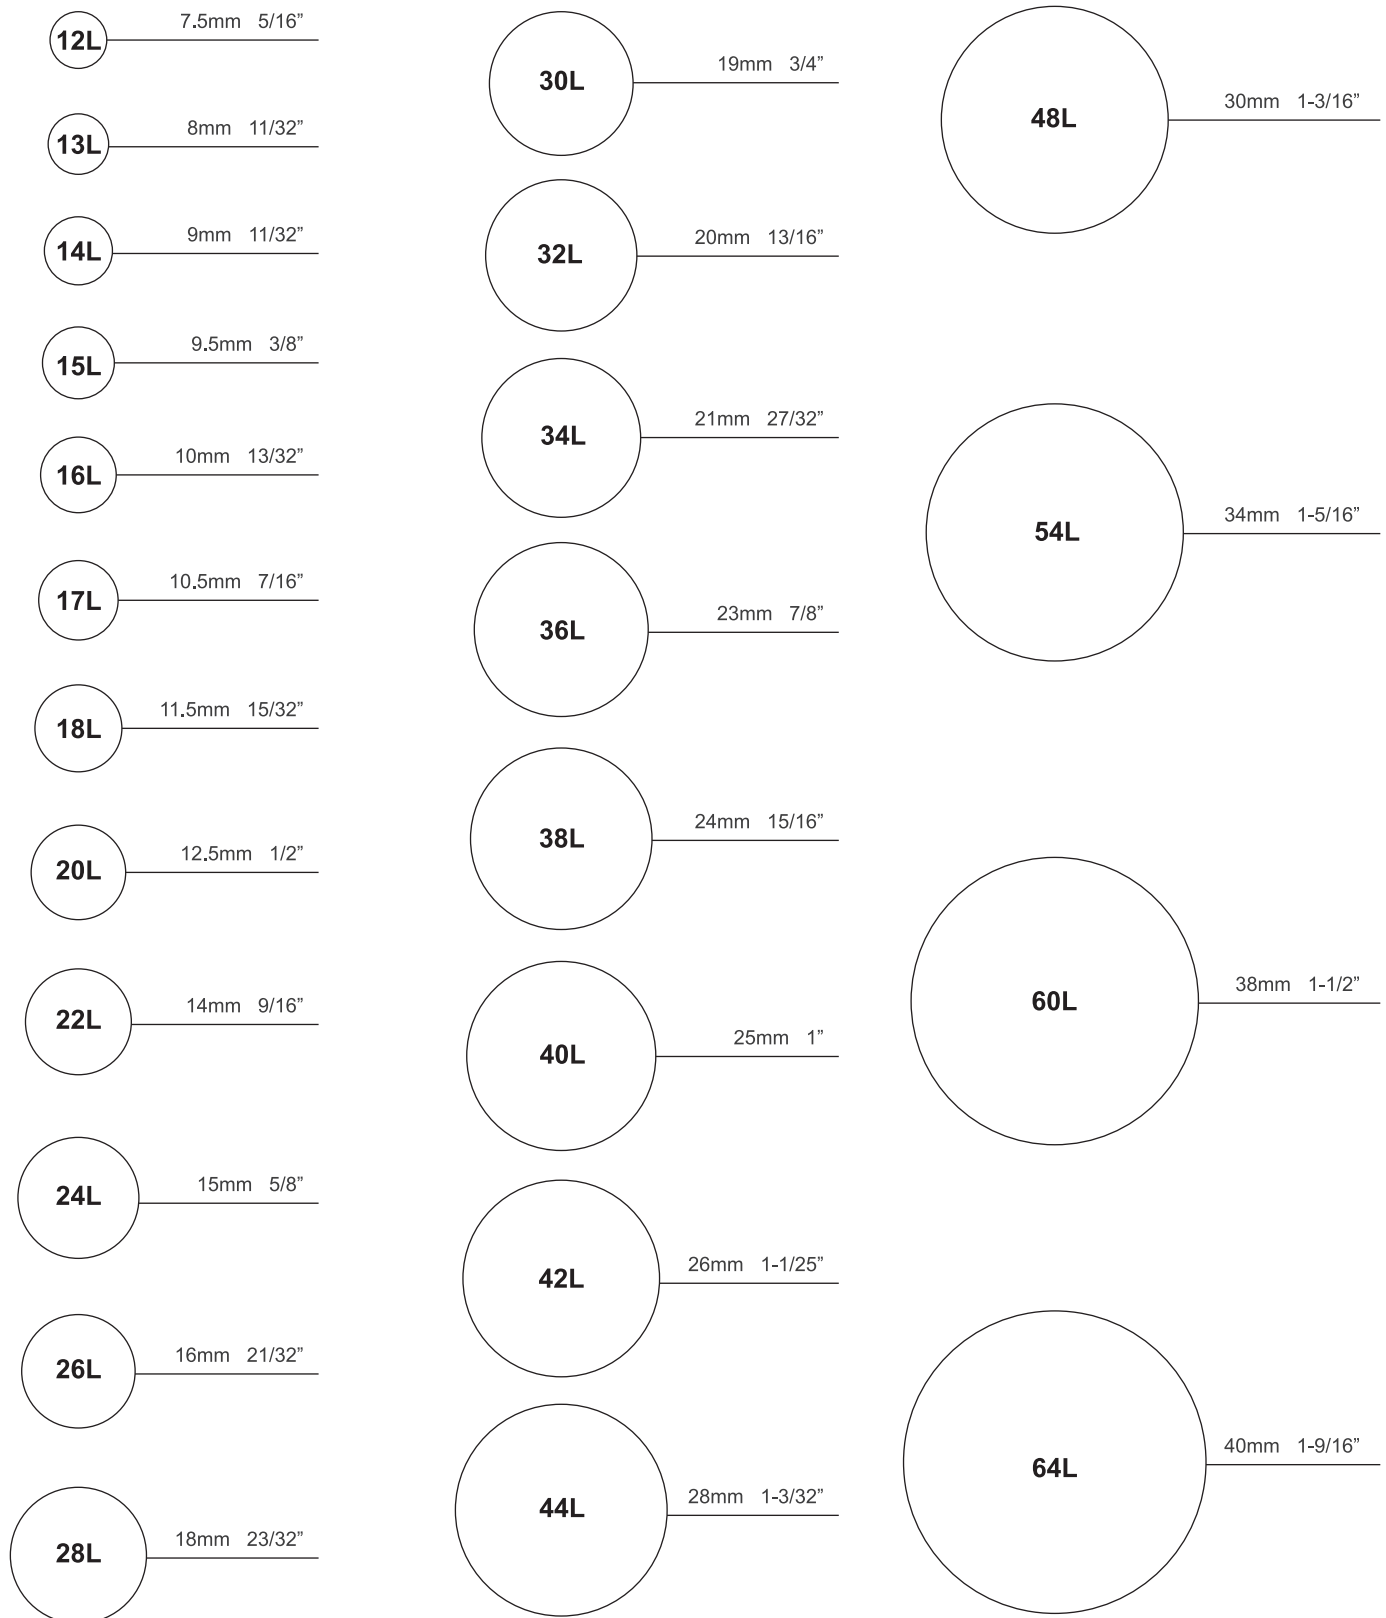 12L 7.5mm 5/16”
13L 8mm 11/32”
14L 9mm 11/32”
15L 9.5mm 3/8”
16L 10mm 13/32”
17L 10.5mm 7/16”
18L 11.5mm 15/32”
20L 12.5mm 1/2”
22L 14mm 9/16”
24L 15mm 5/8”
26L 16mm 21/32”
28L 18mm 23/32”
30L 19mm 3/4”
32L 20mm 13/16”
34L 21mm 27/32”
36L 23mm 7/8”
38L 24mm 15/16”
40L 25mm 1”
42L 26mm 1-1/25”
44L 28mm 1-3/32”
48L 30mm 1-3/16”
54L 34mm 1-5/16”
60L 38mm 1-1/2”
64L 40mm 1-9/16”